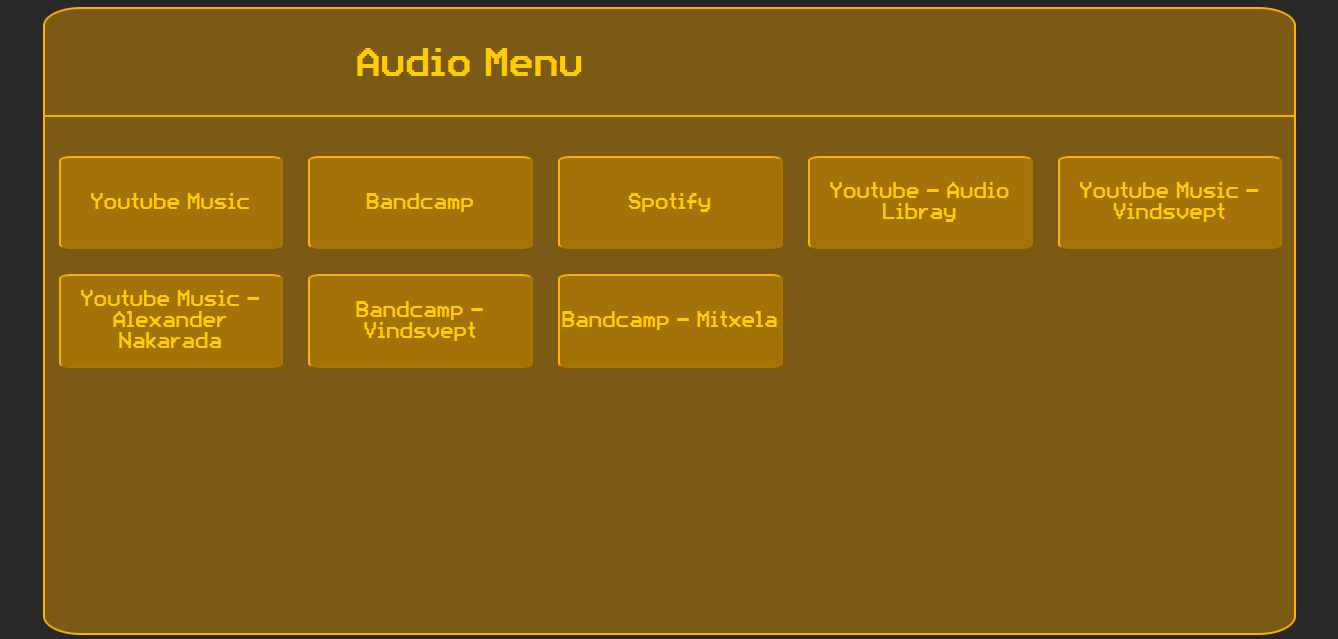 Audio Menu
Youtube Music
Bandcamp
Spotify
Youtube - Audio
Libray
Youtube Music -
Vindsvept
Youtube Music -
Alexander
Nakarada
Bandcamp -
Vindsvept
Bandcamp - Mitxela